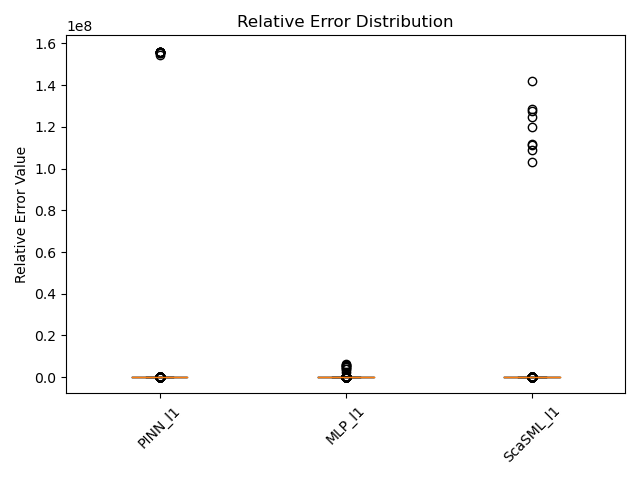 Relative Error Distribution
1e8
1.6
1.4
1.2
1.0
0.8
0.6
0.4
0.2
0.0
Relative Error Value
PINN_l1
MLP_l1
ScaSML_l1